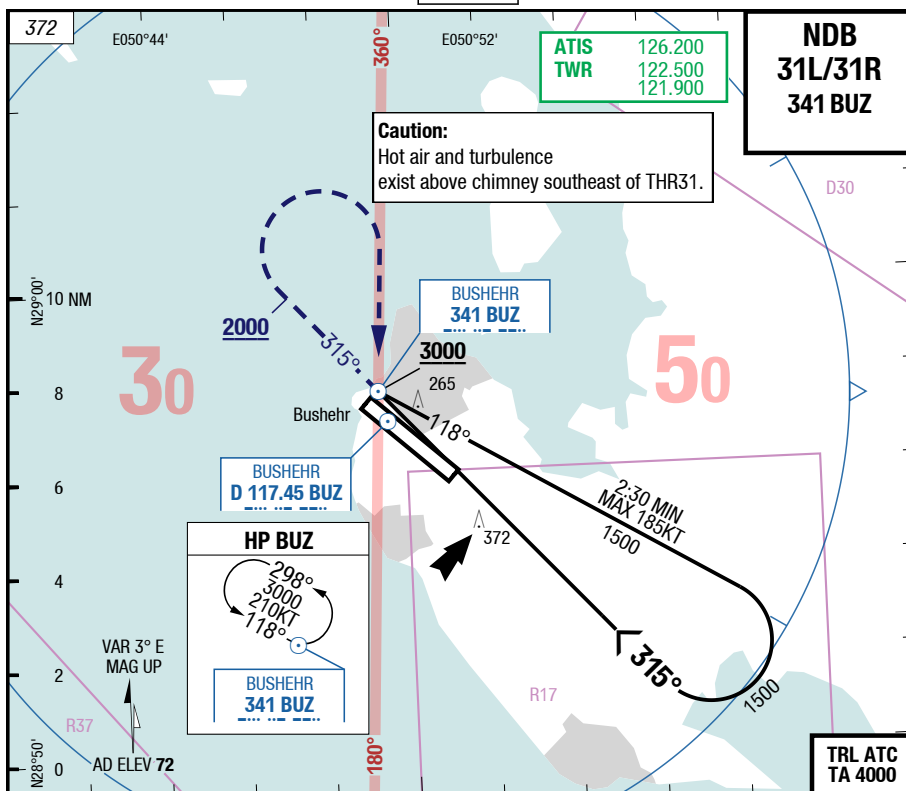 372
E050°44'
360°
E050°52'
ATIS 126.200
TWR 122.500
121.900
NDB
31L/31R
341 BUZ
Caution:
Hot air and turbulence
exist above chimney southeast of THR31.
D30
N29°00'
10 NM
2000
315°
BUSHEHR
341 BUZ
3000
265
30
50
8
Bushehr
118°
BUSHEHR
D 117.45 BUZ
6
2:30 MIN
MAX 185KT
1500
372
HP BUZ
298°
3000
210KT
118°
BUSHEHR
341 BUZ
4
VAR 3° E
MAG UP
2
315°
1500
R17
R37
N28°50'
0
AD ELEV 72
180°
TRL ATC
TA 4000